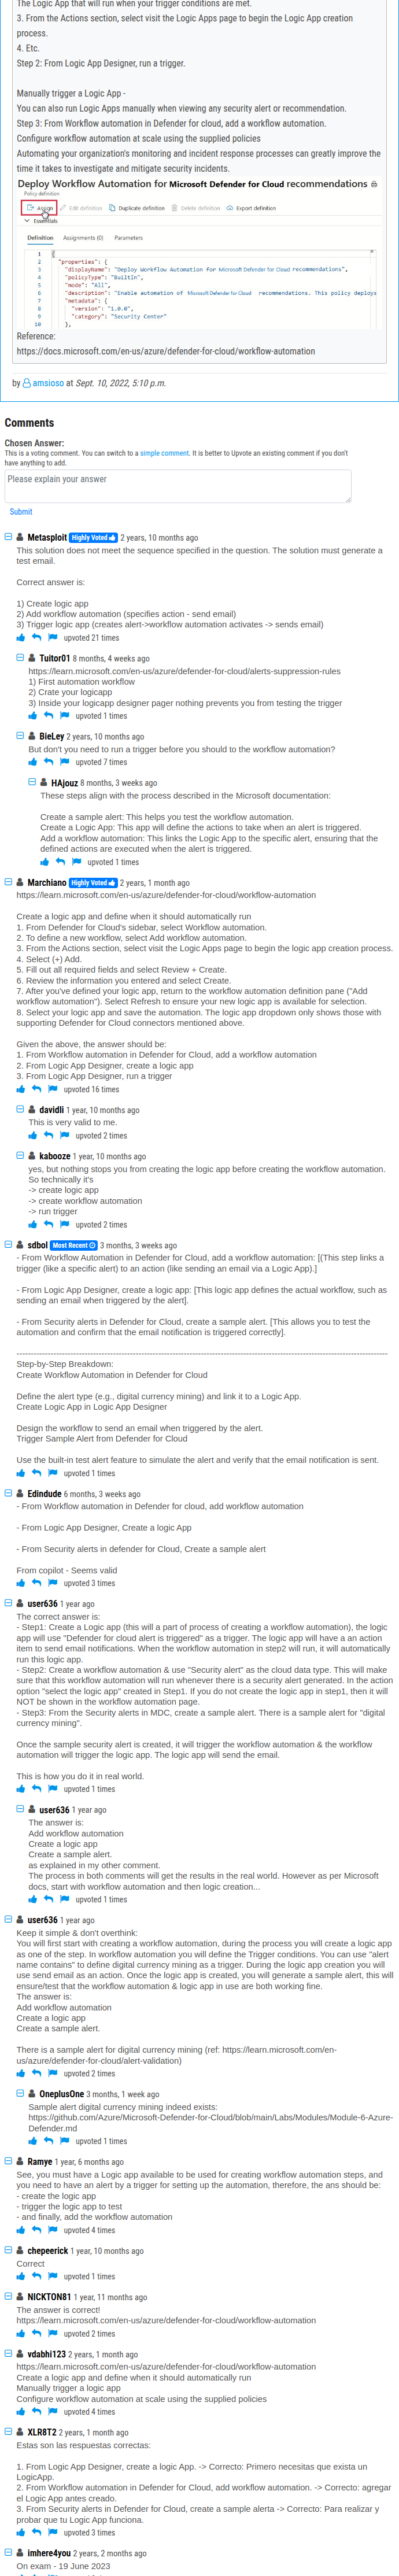 The Logic App that will run when your trigger conditions are met.
3. From the Actions section, select visit the Logic Apps page to begin the Logic App creation
process.
4. Etc.
Step 2: From Logic App Designer, run a trigger.
Manually trigger a Logic App -
You can also run Logic Apps manually when viewing any security alert or recommendation.
Step 3: From Workflow automation in Defender for cloud, add a workflow automation.
Configure workflow automation at scale using the supplied policies
Automating your organization's monitoring and incident response processes can greatly improve the
time it takes to investigate and mitigate security incidents.
Deploy Workflow Automation for Microsoft Defender for Cloud recommendations
Policy definition
Assign Edit definition Duplicate definition Delete definition Export definition
Essentials
Definition Assignments (0) Parameters
1 {
2 "properties": {
3 "displayName": "Deploy Workflow Automation for Microsoft Defender for Cloud recommendations",
4 "policyType": "BuiltIn",
5 "mode": "All",
6 "description": "Enable automation of Microsoft Defender for Cloud recommendations. This policy deploys
7 "metadata": {
8 "version": "1.0.0",
9 "category": "Security Center"
10 },
Reference:
https://docs.microsoft.com/en-us/azure/defender-for-cloud/workflow-automation
by amsioso at Sept. 10, 2022, 5:10 p.m.
Comments
Chosen Answer:
This is a voting comment. You can switch to a simple comment. It is better to Upvote an existing comment if you don't
have anything to add.
Please explain your answer
Submit
Metasploit Highly Voted 2 years, 10 months ago
This solution does not meet the sequence specified in the question. The solution must generate a
test email.
Correct answer is:
1) Create logic app
2) Add workflow automation (specifies action - send email)
3) Trigger logic app (creates alert->workflow automation activates -> sends email)
upvoted 21 times
Tuitor01 8 months, 4 weeks ago
https://learn.microsoft.com/en-us/azure/defender-for-cloud/alerts-suppression-rules
1) First automation workflow
2) Crate your logicapp
3) Inside your logicapp designer pager nothing prevents you from testing the trigger
upvoted 1 times
BieLey 2 years, 10 months ago
But don't you need to run a trigger before you should to the workflow automation?
upvoted 7 times
HAjouz 8 months, 3 weeks ago
These steps align with the process described in the Microsoft documentation:
Create a sample alert: This helps you test the workflow automation.
Create a Logic App: This app will define the actions to take when an alert is triggered.
Add a workflow automation: This links the Logic App to the specific alert, ensuring that the
defined actions are executed when the alert is triggered.
upvoted 1 times
Marchiano Highly Voted 2 years, 1 month ago
https://learn.microsoft.com/en-us/azure/defender-for-cloud/workflow-automation
Create a logic app and define when it should automatically run
1. From Defender for Cloud's sidebar, select Workflow automation.
2. To define a new workflow, select Add workflow automation.
3. From the Actions section, select visit the Logic Apps page to begin the logic app creation process.
4. Select (+) Add.
5. Fill out all required fields and select Review + Create.
6. Review the information you entered and select Create.
7. After you've defined your logic app, return to the workflow automation definition pane ("Add
workflow automation"). Select Refresh to ensure your new logic app is available for selection.
8. Select your logic app and save the automation. The logic app dropdown only shows those with
supporting Defender for Cloud connectors mentioned above.
Given the above, the answer should be:
1. From Workflow automation in Defender for Cloud, add a workflow automation
2. From Logic App Designer, create a logic app
3. From Logic App Designer, run a trigger
upvoted 16 times
davidli 1 year, 10 months ago
This is very valid to me.
upvoted 2 times
kabooze 1 year, 10 months ago
yes, but nothing stops you from creating the logic app before creating the workflow automation.
So technically it's
-> create logic app
-> create workflow automation
-> run trigger
upvoted 2 times
sdbol Most Recent 3 months, 3 weeks ago
- From Workflow Automation in Defender for Cloud, add a workflow automation: [(This step links a
trigger (like a specific alert) to an action (like sending an email via a Logic App).]
- From Logic App Designer, create a logic app: [This logic app defines the actual workflow, such as
sending an email when triggered by the alert].
- From Security alerts in Defender for Cloud, create a sample alert. [This allows you to test the
automation and confirm that the email notification is triggered correctly].
Step-by-Step Breakdown:
Create Workflow Automation in Defender for Cloud
Define the alert type (e.g., digital currency mining) and link it to a Logic App.
Create Logic App in Logic App Designer
Design the workflow to send an email when triggered by the alert.
Trigger Sample Alert from Defender for Cloud
Use the built-in test alert feature to simulate the alert and verify that the email notification is sent.
upvoted 1 times
Edindude 6 months, 3 weeks ago
- From Workflow automation in Defender for cloud, add workflow automation
- From Logic App Designer, Create a logic App
- From Security alerts in defender for Cloud, Create a sample alert
From copilot - Seems valid
upvoted 3 times
user636 1 year ago
The correct answer is:
- Step1: Create a Logic app (this will a part of process of creating a workflow automation), the logic
app will use "Defender for cloud alert is triggered" as a trigger. The logic app will have a an action
item to send email notifications. When the workflow automation in step2 will run, it will automatically
run this logic app.
- Step2: Create a workflow automation & use "Security alert" as the cloud data type. This will make
sure that this workflow automation will run whenever there is a security alert generated. In the action
option "select the logic app" created in Step1. If you do not create the logic app in step1, then it will
NOT be shown in the workflow automation page.
- Step3: From the Security alerts in MDC, create a sample alert. There is a sample alert for "digital
currency mining".
Once the sample security alert is created, it will trigger the workflow automation & the workflow
automation will trigger the logic app. The logic app will send the email.
This is how you do it in real world.
upvoted 1 times
user636 1 year ago
The answer is:
Add workflow automation
Create a logic app
Create a sample alert.
as explained in my other comment.
The process in both comments will get the results in the real world. However as per Microsoft
docs, start with workflow automation and then logic creation...
upvoted 1 times
user636 1 year ago
Keep it simple & don't overthink:
You will first start with creating a workflow automation, during the process you will create a logic app
as one of the step. In workflow automation you will define the Trigger conditions. You can use "alert
name contains" to define digital currency mining as a trigger. During the logic app creation you will
use send email as an action. Once the logic app is created, you will generate a sample alert, this will
ensure/test that the workflow automation & logic app in use are both working fine.
The answer is:
Add workflow automation
Create a logic app
Create a sample alert.
There is a sample alert for digital currency mining (ref: https://learn.microsoft.com/en-
us/azure/defender-for-cloud/alert-validation)
upvoted 2 times
OneplusOne 3 months, 1 week ago
Sample alert digital currency mining indeed exists:
https://github.com/Azure/Microsoft-Defender-for-Cloud/blob/main/Labs/Modules/Module-6-Azure-
Defender.md
upvoted 1 times
Ramye 1 year, 6 months ago
See, you must have a Logic app available to be used for creating workflow automation steps, and
you need to have an alert by a trigger for setting up the automation, therefore, the ans should be:
- create the logic app
- trigger the logic app to test
- and finally, add the workflow automation
upvoted 4 times
chepeerick 1 year, 10 months ago
Correct
upvoted 1 times
NICKTON81 1 year, 11 months ago
The answer is correct!
https://learn.microsoft.com/en-us/azure/defender-for-cloud/workflow-automation
upvoted 2 times
vdabhi123 2 years, 1 month ago
https://learn.microsoft.com/en-us/azure/defender-for-cloud/workflow-automation
Create a logic app and define when it should automatically run
Manually trigger a logic app
Configure workflow automation at scale using the supplied policies
upvoted 4 times
XLR8T2 2 years, 1 month ago
Estas son las respuestas correctas:
1. From Logic App Designer, create a logic App. -> Correcto: Primero necesitas que exista un
LogicApp.
2. From Workflow automation in Defender for Cloud, add workflow automation. -> Correcto: agregar
el Logic App antes creado.
3. From Security alerts in Defender for Cloud, create a sample alerta -> Correcto: Para realizar y
probar que tu Logic App funciona.
upvoted 3 times
imhere4you 2 years, 2 months ago
On exam - 19 June 2023